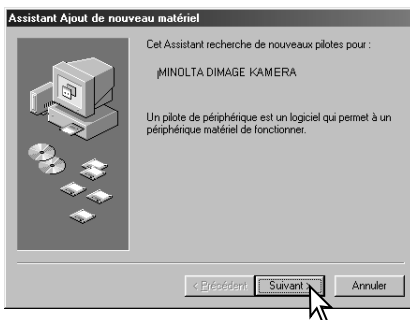 Assistant Ajout de nouveau matériel
Cet Assistant recherche de nouveaux pilotes pour :
MINOLTA DIMAGE KAMERA
Un pilote de périphérique est un logiciel qui permet à un
périphérique matériel de fonctionner.
< Précédent
Suivant >
Annuler